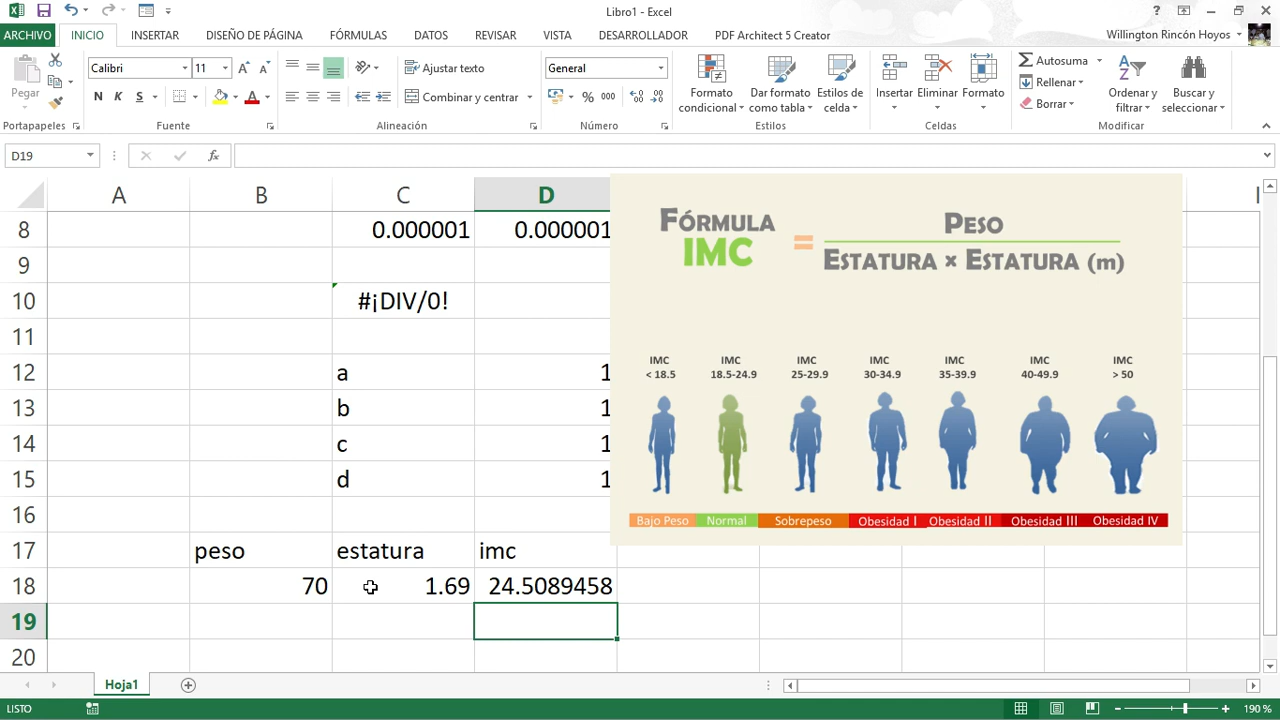 Libro1 - Excel
?
ARCHIVO INICIO INSERTAR DISEÑO DE PÁGINA FÓRMULAS DATOS REVISAR VISTA DESARROLLADOR PDF Architect 5 Creator Willington Rincón Hoyos
Pegar
Calibri 11
N K S
Ajustar texto
Combinar y centrar
General
% 000
Formato condicional
Dar formato como tabla
Estilos de celda
Insertar
Eliminar
Formato
Autosuma
Rellenar
Borrar
Ordenar y filtrar
Buscar y seleccionar
Portapapeles Fuente Alineación Número Estilos Celdas Modificar
D19 fx
A B C D I
8 0.000001 0.000001
9
10 #¡DIV/0!
11
12 a 1
13 b 1
14 c 1
15 d 1
16
17 peso estatura imc
18 70 1.69 24.5089458
19
20
FÓRMULA
IMC
=
PESO
ESTATURA × ESTATURA (m)
IMC IMC IMC IMC IMC IMC IMC
< 18.5 18.5-24.9 25-29.9 30-34.9 35-39.9 40-49.9 > 50
Bajo Peso Normal Sobrepeso Obesidad I Obesidad II Obesidad III Obesidad IV
Hoja1
LISTO 190 %